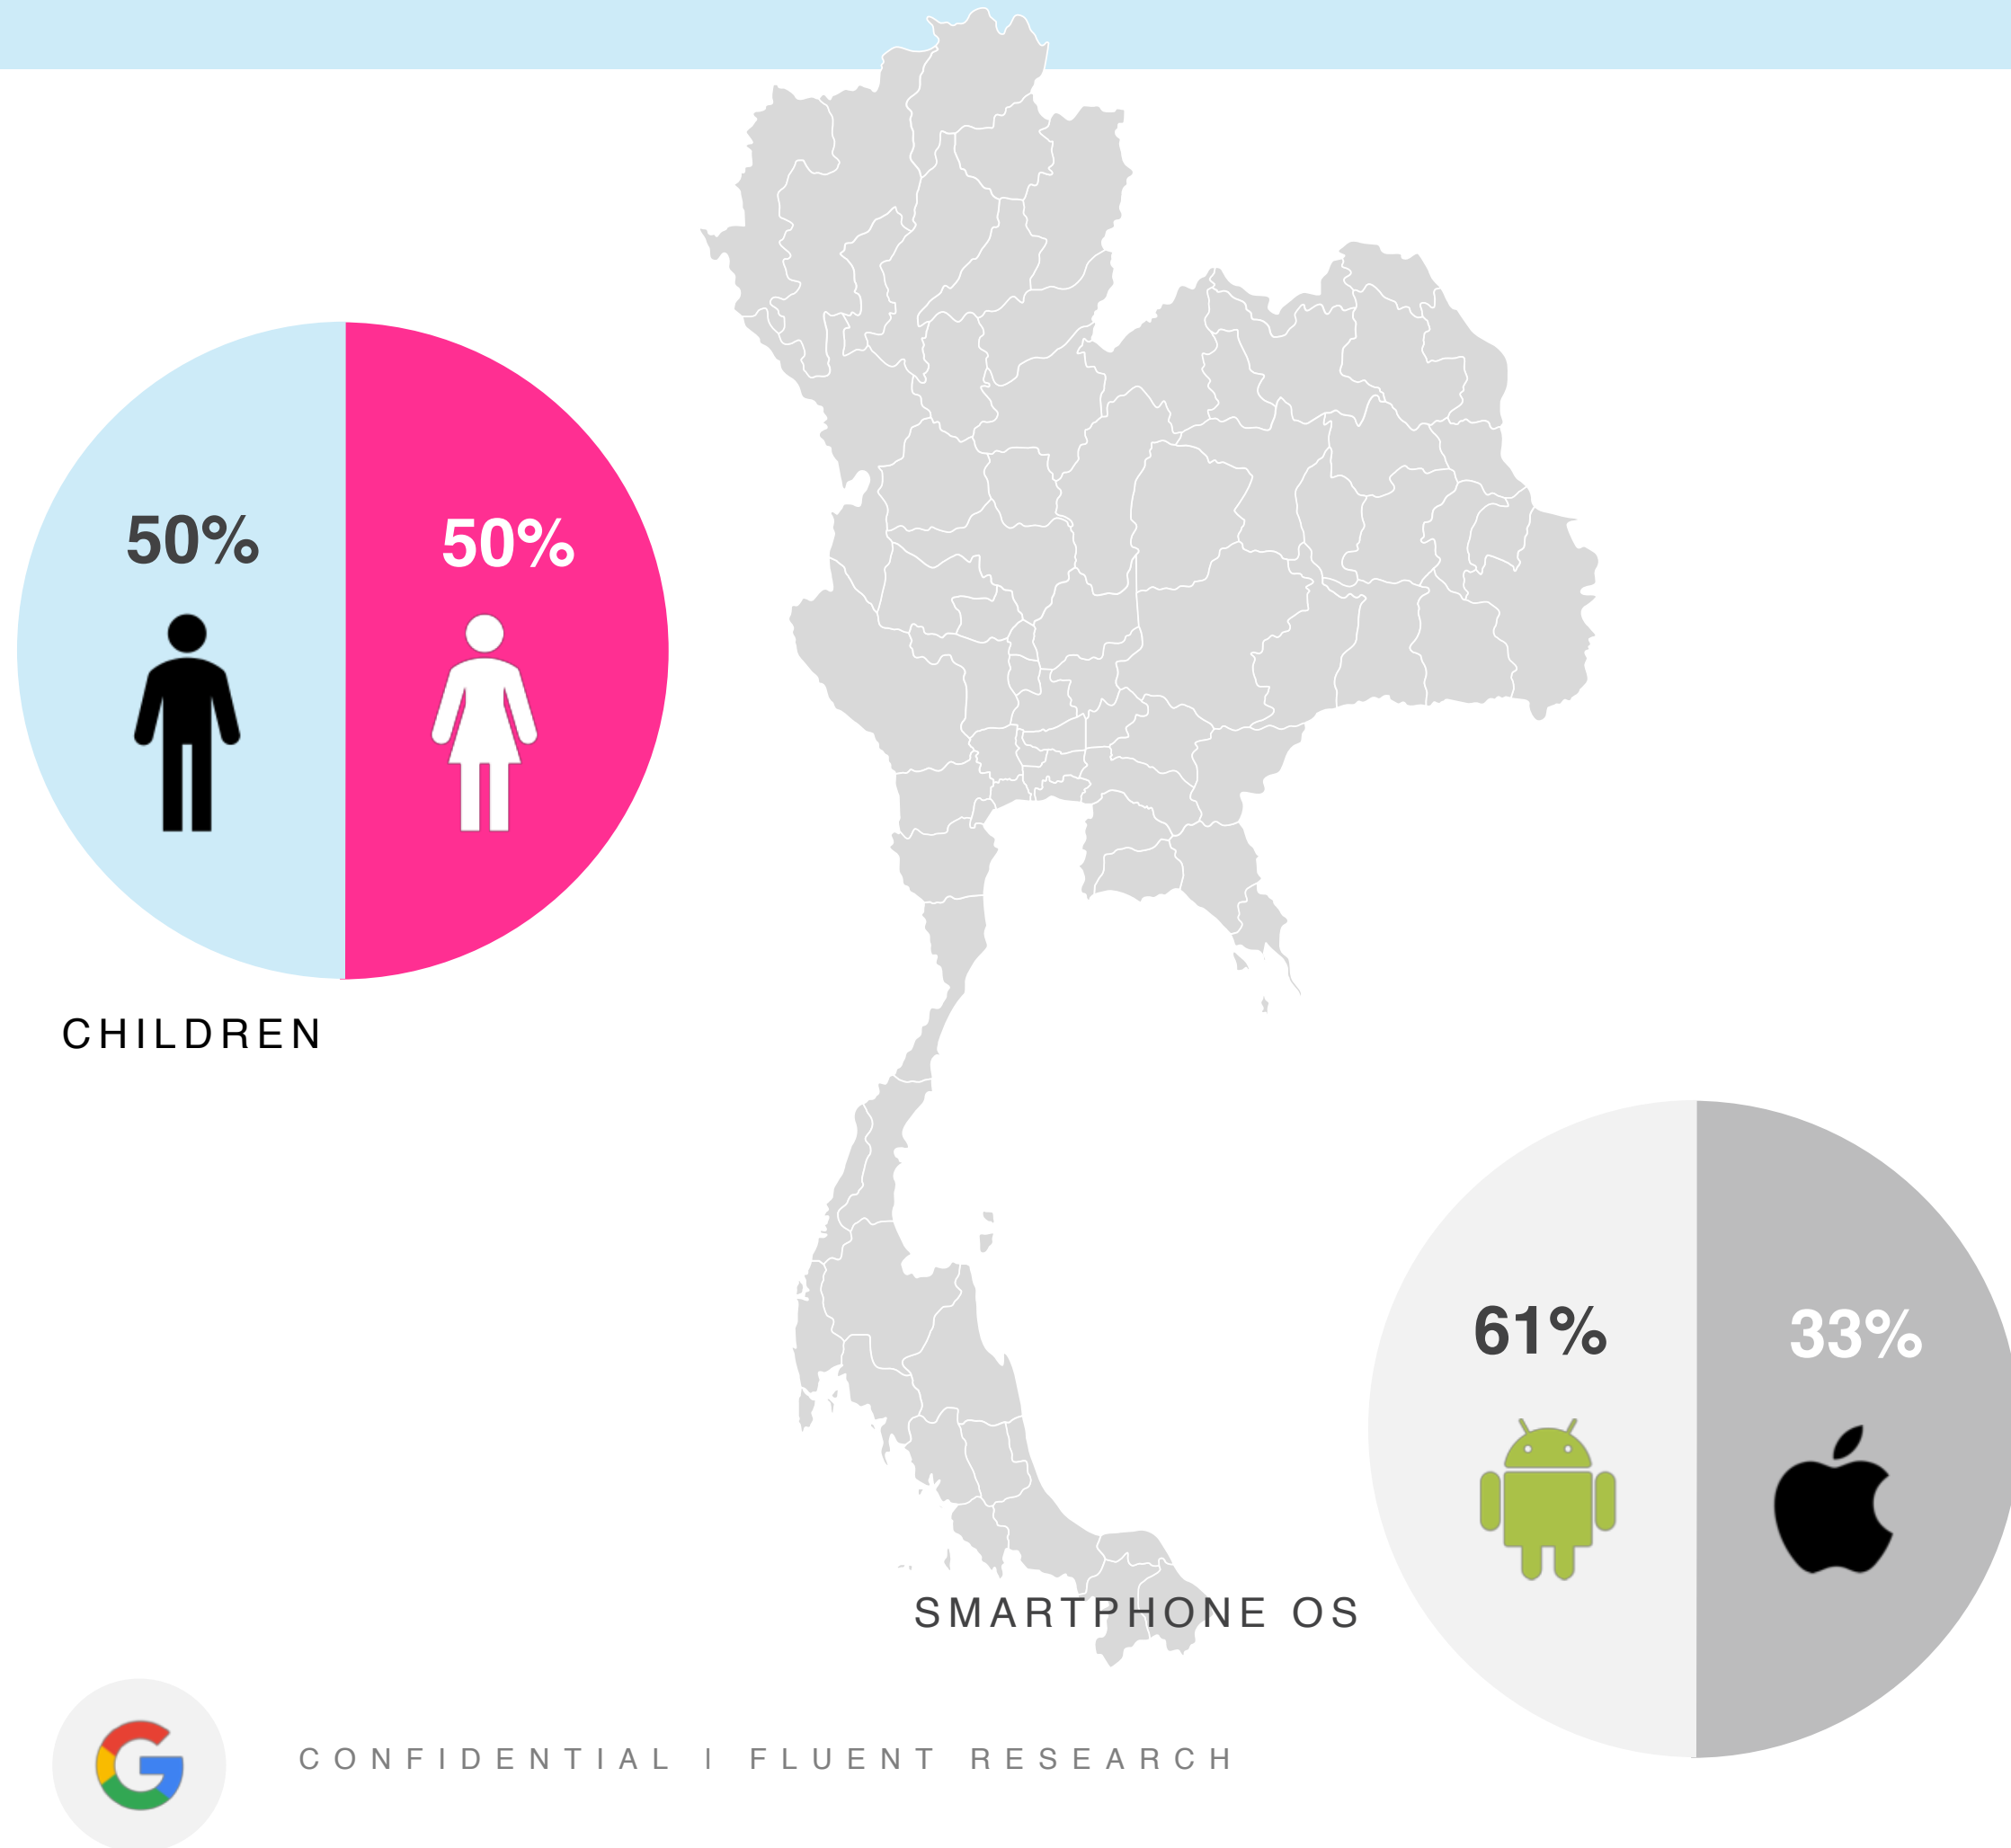 50% 50%
CHILDREN
61% 33%
SMARTPHONE OS
CONFIDENTIAL | FLUENT RESEARCH